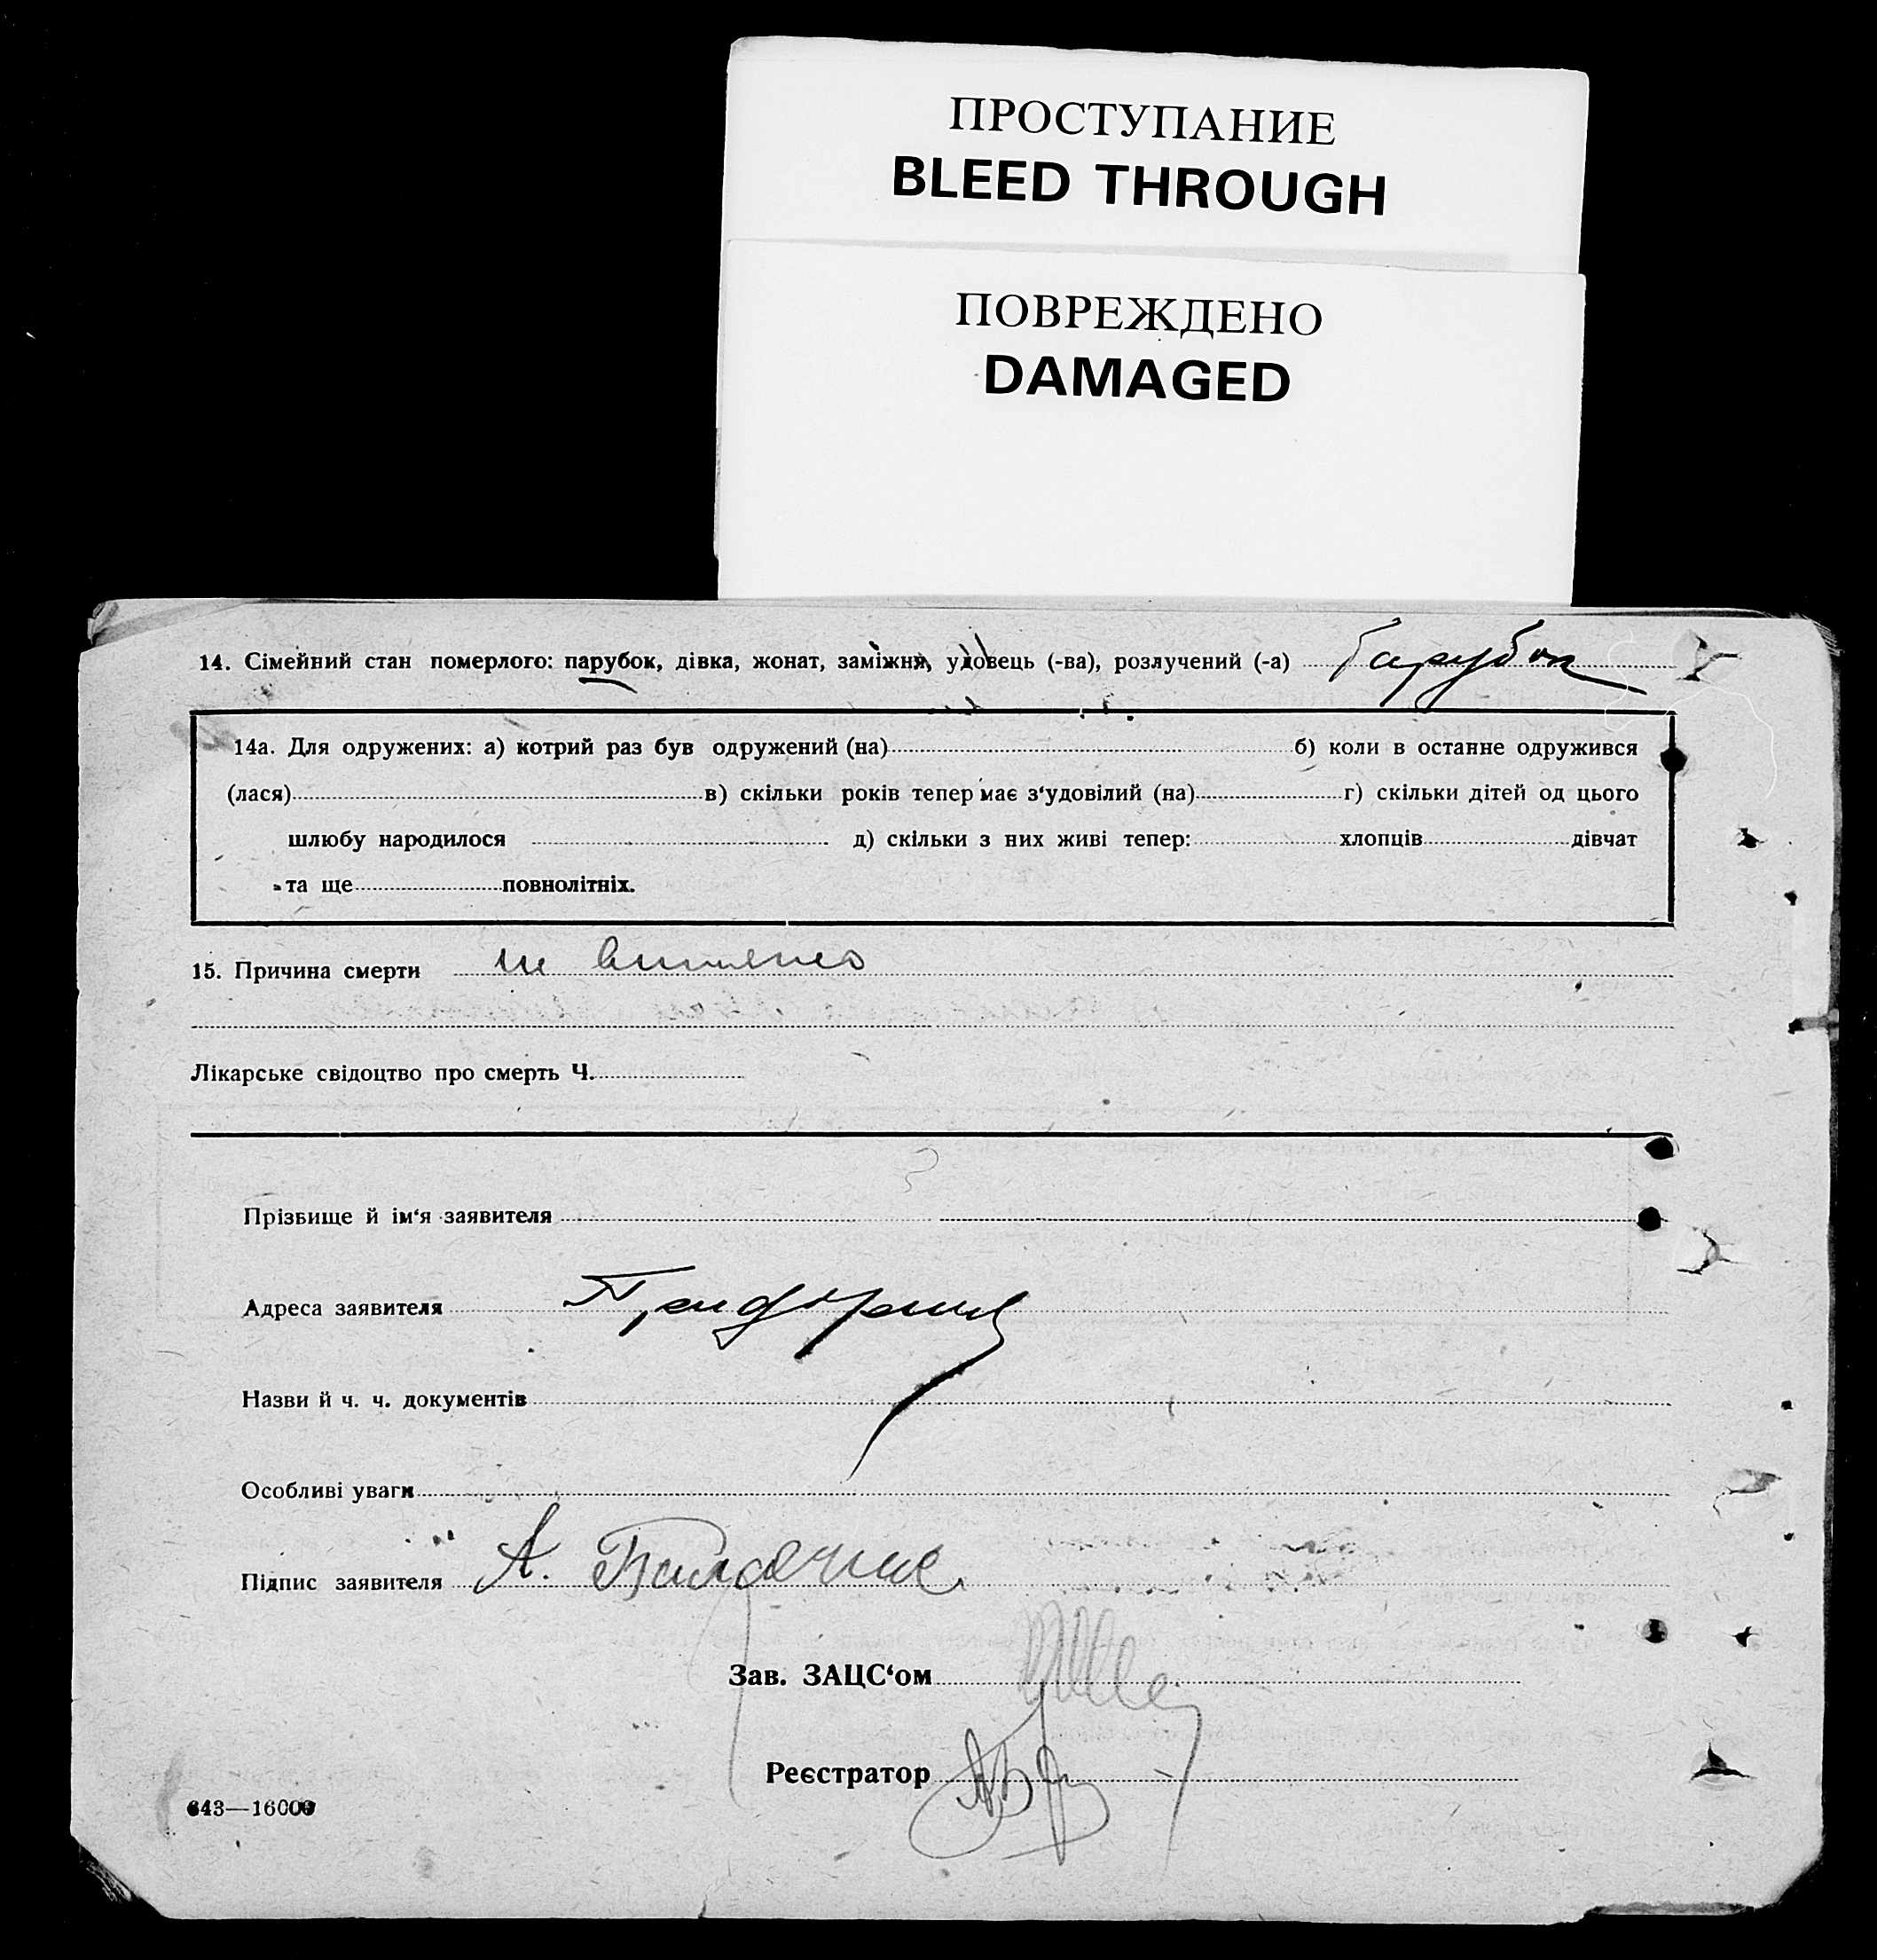 ПРОСТУПАНИЕ
BLEED THROUGH
ПОВРЕЖДЕНО
DAMAGED
14. Сімейний стан померлого: парубок, дівка, жонат, заміжня, удовець (-ва), розлучений (-а) Парубок
14а. Для одружених: а) котрий раз був одружений (на) б) коли в останне одружився
(лася) в) скільки років тепер має з'удовілий (на) г) скільки дітей од цього
шлюбу народилося д) скільки з них живі тепер: хлопців дівчат
та ще повнолітніх.
15. Причина смерти не
Лікарське свідоцтво про смерть Ч.
Прізвище й ім'я заявителя
Адреса заявителя
Назви й ч. ч. документів
Особливі уваги
Підпис заявителя А.
Зав. ЗАЦС'ом
Реєстратор
643—16000